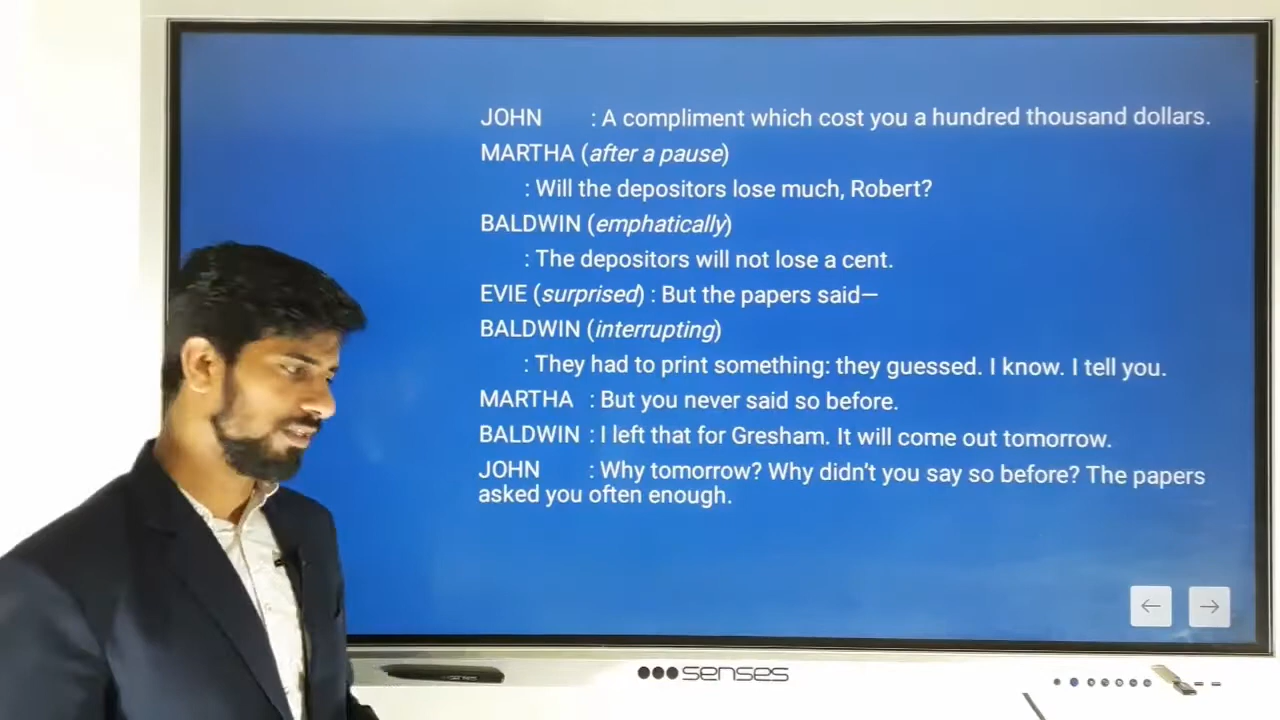 JOHN : A compliment which cost you a hundred thousand dollars.
MARTHA (after a pause)
: Will the depositors lose much, Robert?
BALDWIN (emphatically)
: The depositors will not lose a cent.
EVIE (surprised) : But the papers said—
BALDWIN (interrupting)
: They had to print something: they guessed. I know. I tell you.
MARTHA : But you never said so before.
BALDWIN : I left that for Gresham. It will come out tomorrow.
JOHN : Why tomorrow? Why didn't you say so before? The papers
asked you often enough.
senses